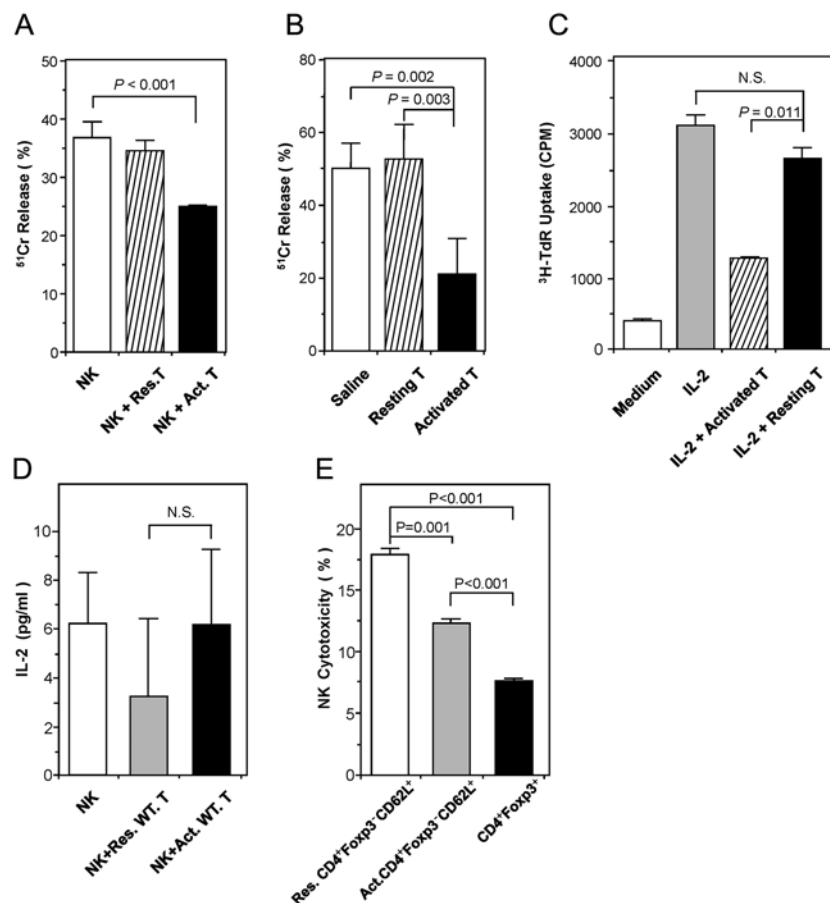 A
50
40
30
20
10
0
⁵¹Cr Release ( %)
P < 0.001
NK
NK + Res.T
NK + Act. T
B
80
60
40
20
0
⁵¹Cr Release ( %)
P = 0.002
P = 0.003
Saline
Resting T
Activated T
C
4000
3000
2000
1000
0
³H-TdR Uptake (CPM)
N.S.
P = 0.011
Medium
IL-2
IL-2 + Activated T
IL-2 + Resting T
D
10
8
6
4
2
0
IL-2 (pg/ml)
N.S.
NK
NK+Res. WT. T
NK+Act. WT. T
E
20
15
10
5
0
NK Cytotoxicity ( % )
P<0.001
P=0.001
P<0.001
Res. CD4⁺Foxp3⁻CD62L⁺
Act.CD4⁺Foxp3⁻CD62L⁺
CD4⁺Foxp3⁺